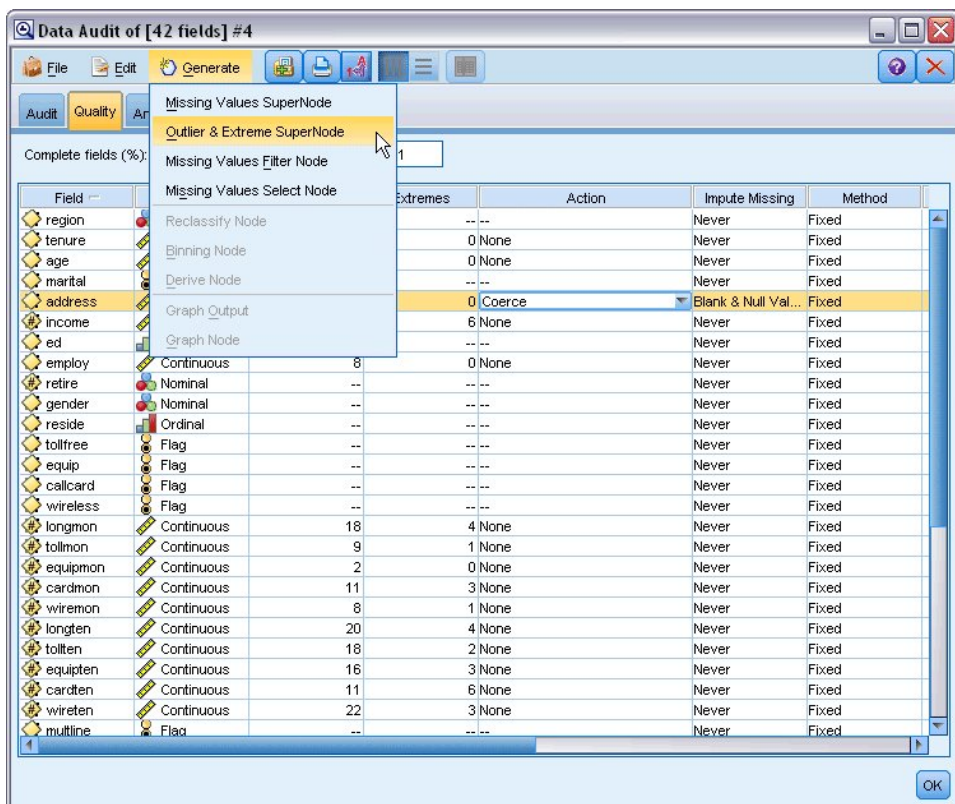 Data Audit of [42 fields] #4
File Edit Generate
Audit Quality An
Missing Values SuperNode
Outlier & Extreme SuperNode
Missing Values Filter Node
Missing Values Select Node
Reclassify Node
Binning Node
Derive Node
Graph Output
Graph Node
Complete fields (%): 1
Field Extremes Action Impute Missing Method
region -- -- Never Fixed
tenure 0 None Never Fixed
age 0 None Never Fixed
marital -- -- Never Fixed
address 0 Coerce Blank & Null Val... Fixed
income 6 None Never Fixed
ed -- -- Never Fixed
employ Continuous 8 0 None Never Fixed
retire Nominal -- -- -- Never Fixed
gender Nominal -- -- -- Never Fixed
reside Ordinal -- -- -- Never Fixed
tollfree Flag -- -- -- Never Fixed
equip Flag -- -- -- Never Fixed
callcard Flag -- -- -- Never Fixed
wireless Flag -- -- -- Never Fixed
longmon Continuous 18 4 None Never Fixed
tollmon Continuous 9 1 None Never Fixed
equipmon Continuous 2 0 None Never Fixed
cardmon Continuous 11 3 None Never Fixed
wiremon Continuous 8 1 None Never Fixed
longten Continuous 20 4 None Never Fixed
tollten Continuous 18 2 None Never Fixed
equipten Continuous 16 3 None Never Fixed
cardten Continuous 11 6 None Never Fixed
wireten Continuous 22 3 None Never Fixed
multline Flag -- -- -- Never Fixed
OK